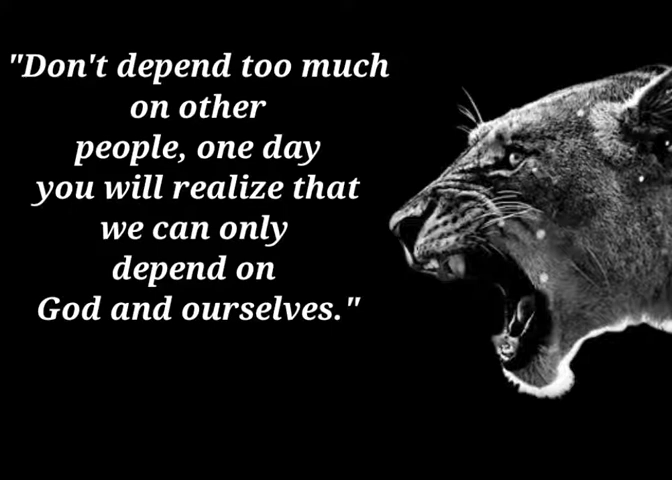 "Don't depend too much
on other
people, one day
you will realize that
we can only
depend on
God and ourselves."